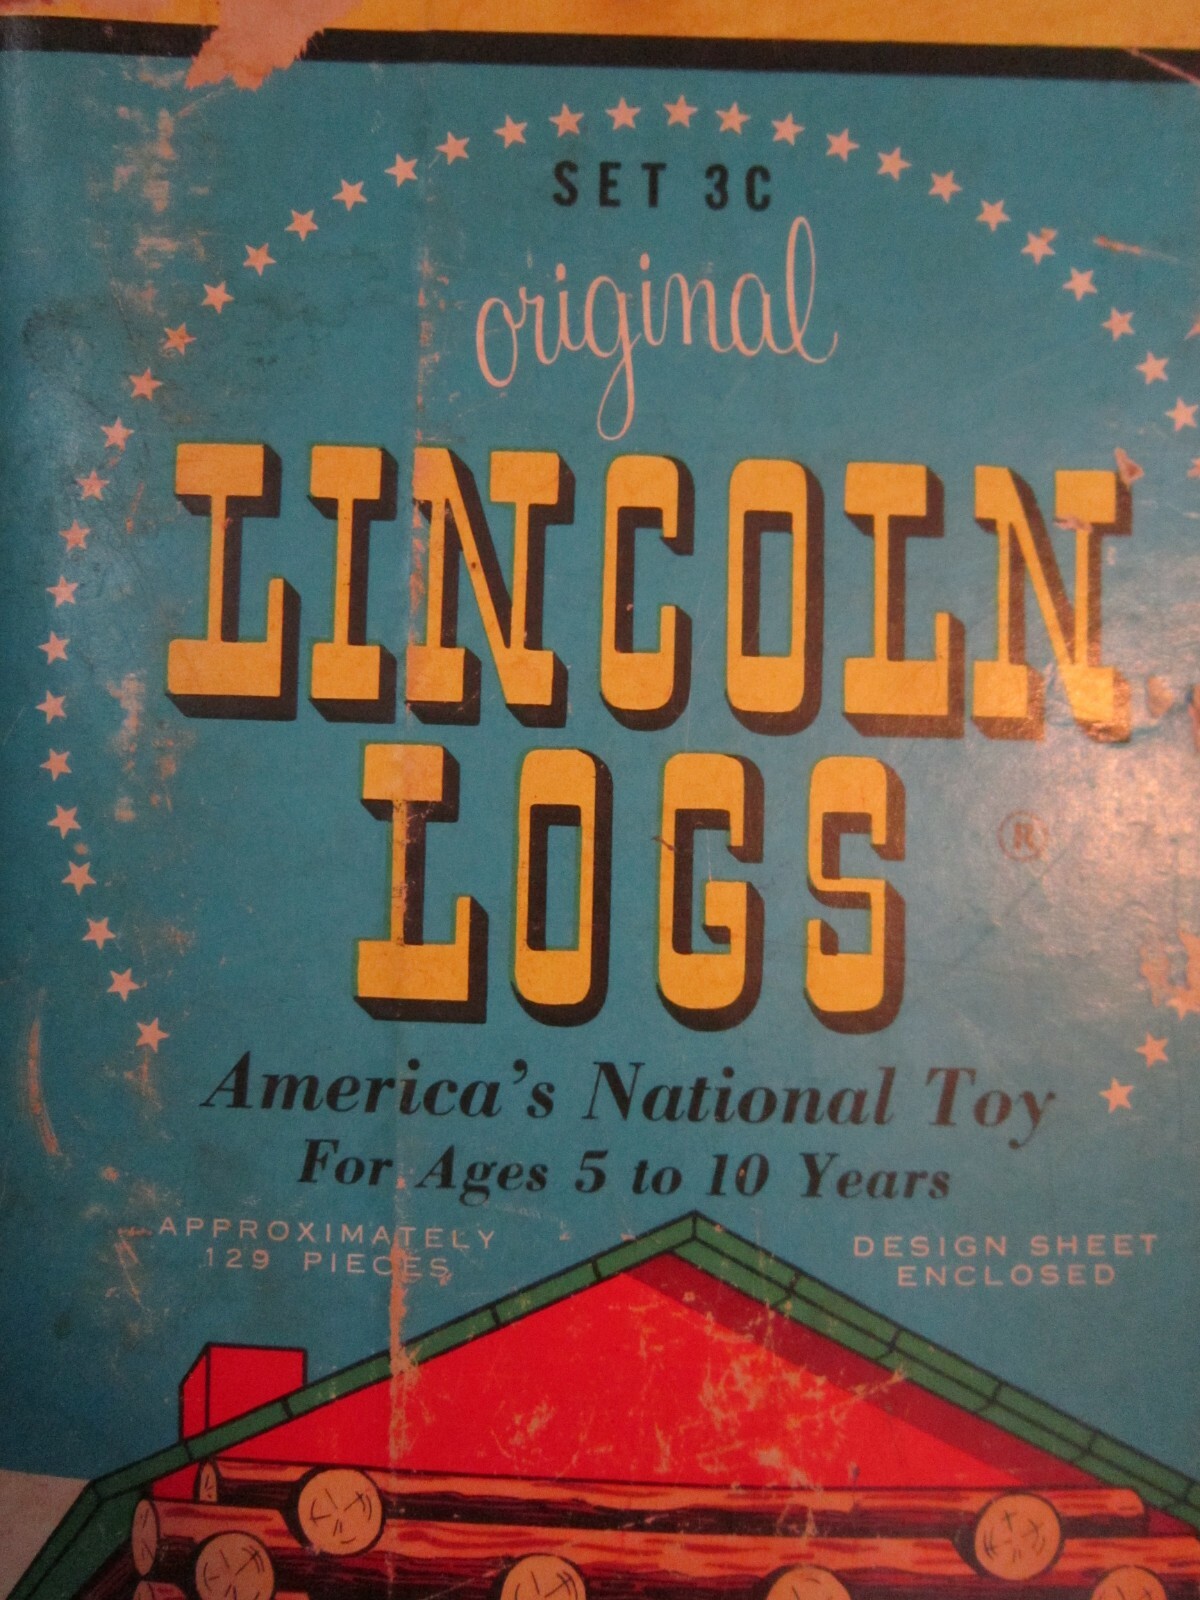 SET 3C
original
LINCOLN
LOGS ®
America's National Toy
For Ages 5 to 10 Years
APPROXIMATELY
129 PIECES
DESIGN SHEET
ENCLOSED